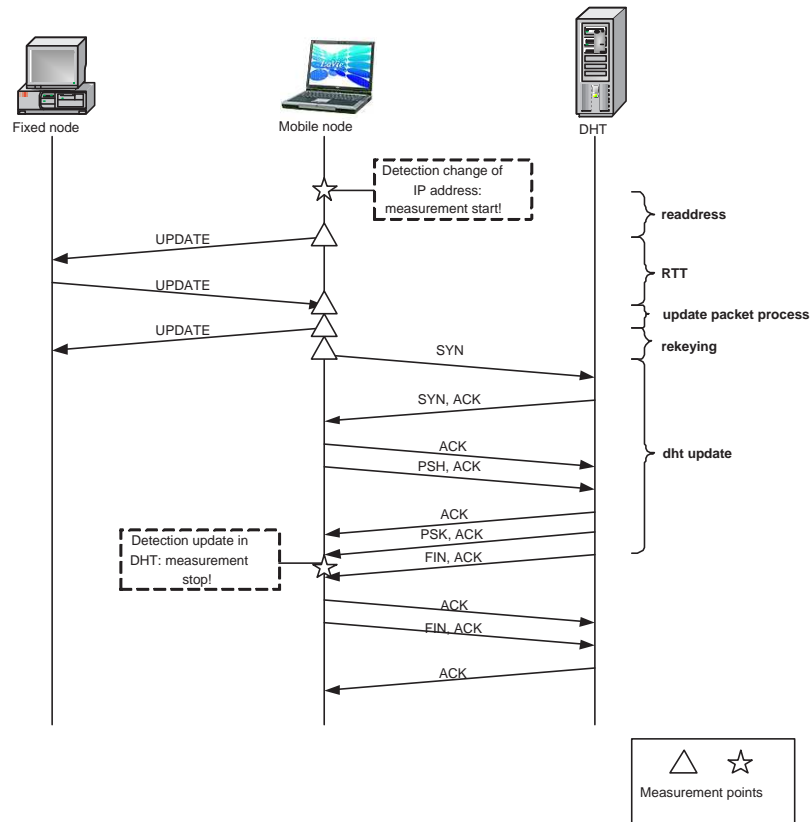 Fixed node
Mobile node
DHT
Detection change of
IP address:
measurement start!
readdress
UPDATE
RTT
UPDATE
update packet process
UPDATE
rekeying
SYN
SYN, ACK
ACK
dht update
PSH, ACK
ACK
PSK, ACK
Detection update in
DHT: measurement
stop!
FIN, ACK
ACK
FIN, ACK
ACK
Measurement points
LaVie